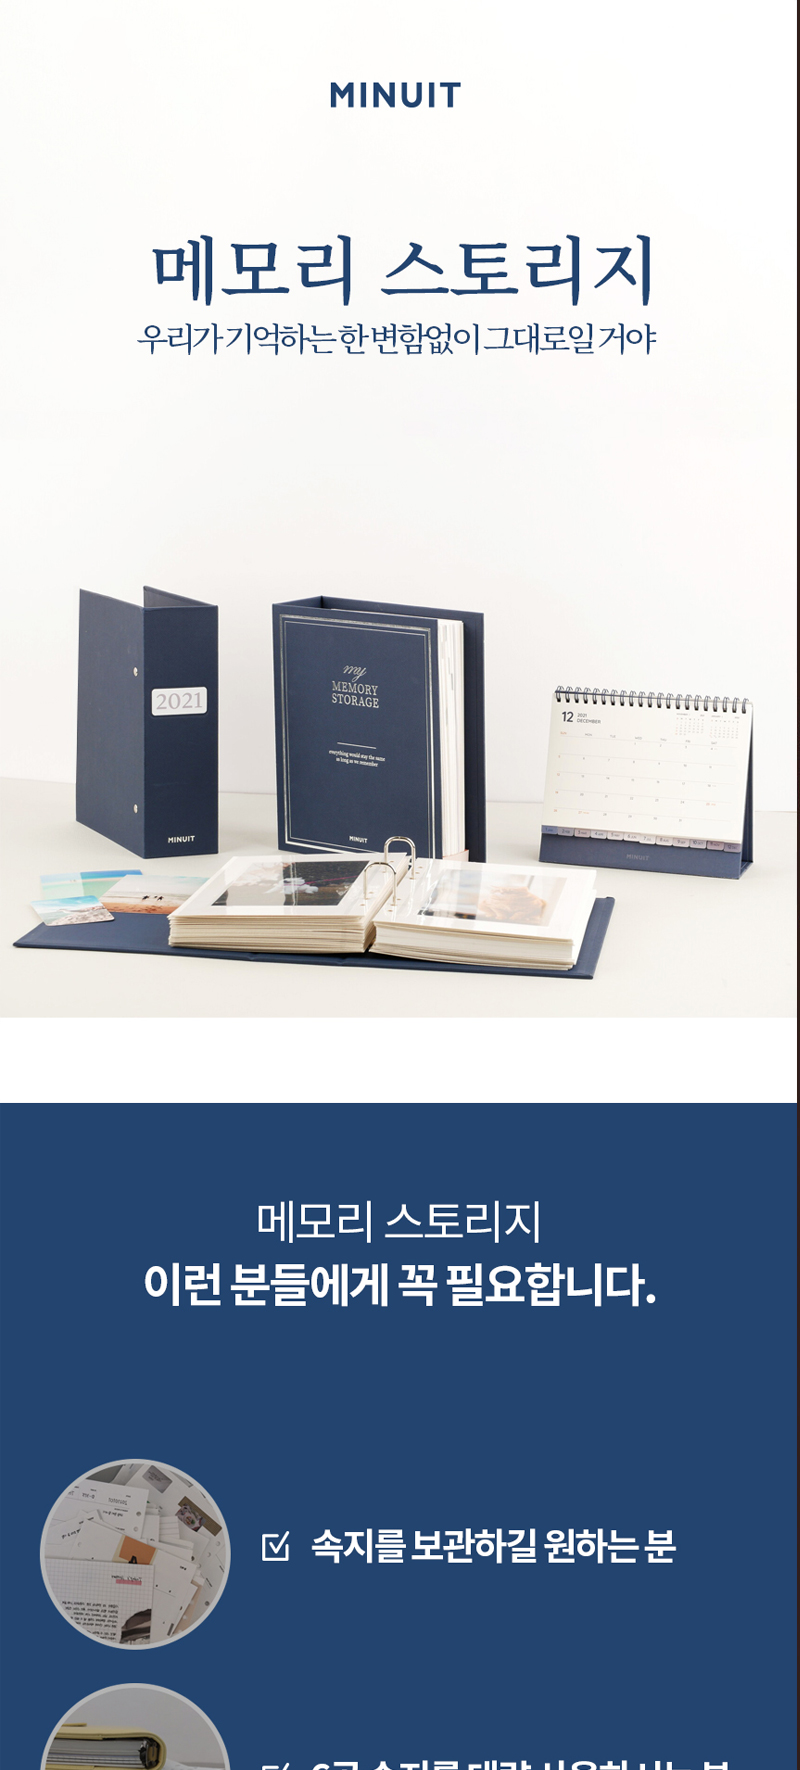 MINUIT
메모리 스토리지
우리가 기억하는 한 변함없이 그대로일 거야
2021
MINUIT
my
MEMORY
STORAGE
everything would stay the same
as long as we remember
MINUIT
12 2021
DECEMBER
MINUIT
메모리 스토리지
이런 분들에게 꼭 필요합니다.
속지를 보관하길 원하는 분